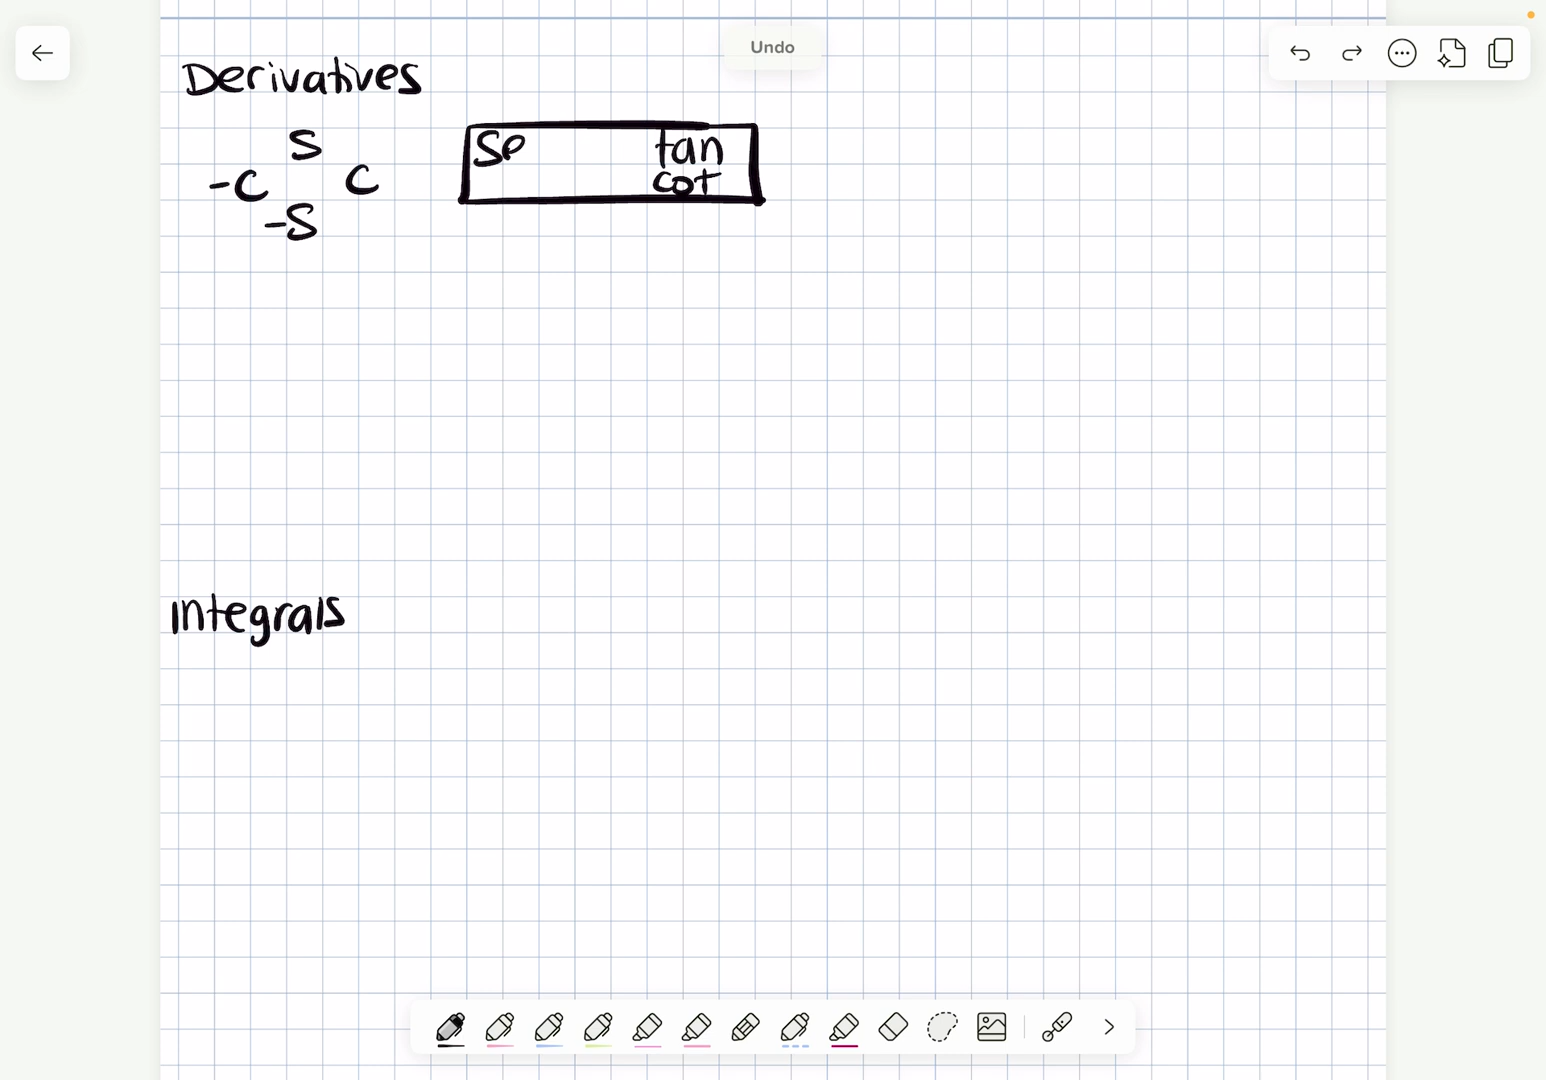 Undo
Derivatives
S
-C C
-S
Se tan
cot
Integrals